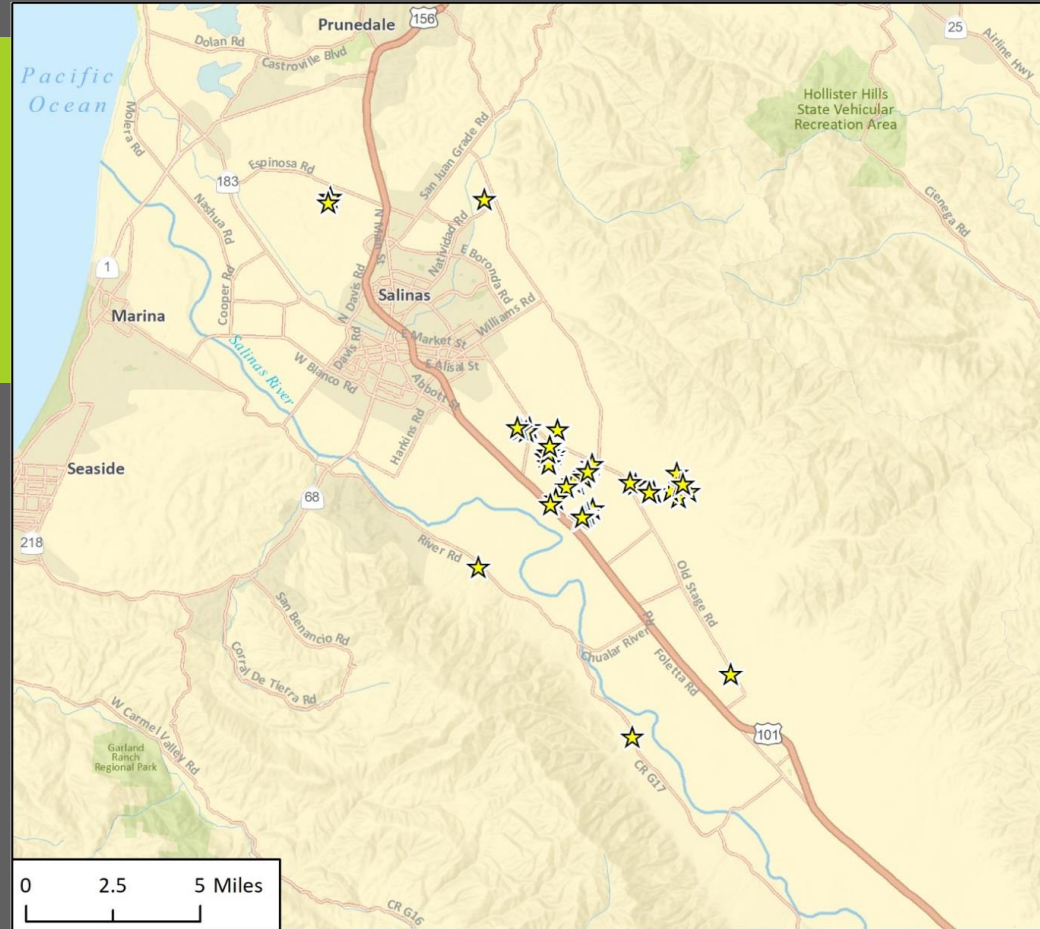 Prunedale
156
25
Dolan Rd
Castroville Blvd
Airline Hwy
Pacific
Ocean
Hollister Hills
State Vehicular
Recreation Area
Molera Rd
San Juan Grade Rd
Espinosa Rd
183
Nashua Rd
Cienega Rd
N Main St
Natividad Rd
E Boronda Rd
1
Cooper Rd
N Davis Rd
Salinas
Williams Rd
Marina
Davis Rd
E Market St
Salinas River
W Blanco Rd
E Alisal St
Abbott St
Harkins Rd
Seaside
68
218
River Rd
Old Stage Rd
San Benancio Rd
Chualar River Rd
Corral De Tierra Rd
Foletta Rd
W Carmel Valley Rd
101
Garland
Ranch
Regional Park
CR G17
0 2.5 5 Miles
CR G16